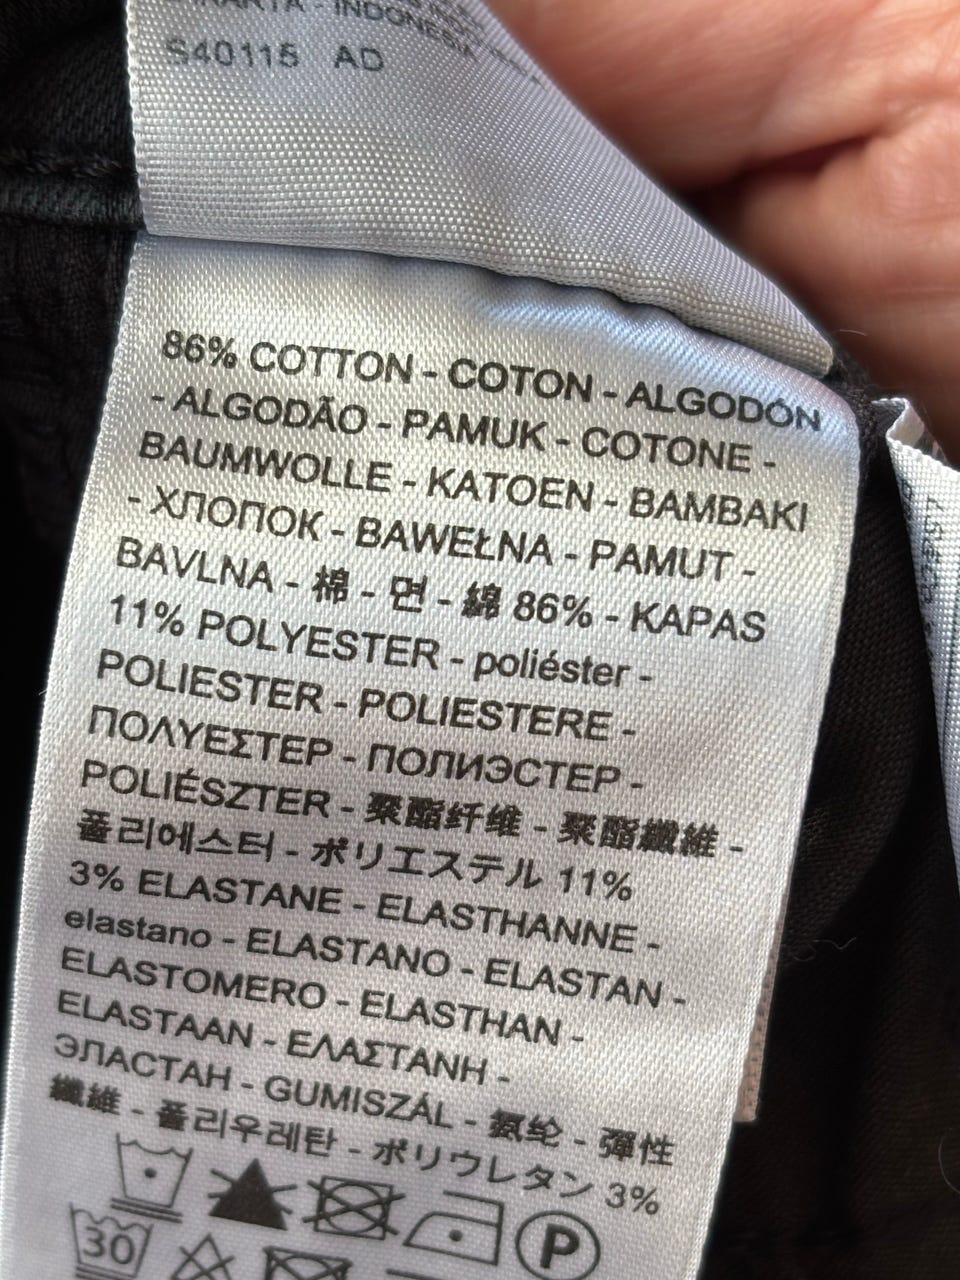 JAKARTA - INDONESIA
S40115 AD
86% COTTON - COTON - ALGODÓN
- ALGODÃO - PAMUK - COTONE -
BAUMWOLLE - KATOEN - BAMBAKI
- ХЛОПОК - BAWEŁNA - PAMUT -
BAVLNA - 棉 - 면 - 綿 86% - KAPAS
11% POLYESTER - poliéster -
POLIESTER - POLIESTERE -
ΠΟΛΥΕΣΤΕΡ - ПОЛИЭСТЕР -
POLIÉSZTER - 聚酯纤维 - 聚酯纖維 -
폴리에스터 - ポリエステル 11%
3% ELASTANE - ELASTHANNE -
elastano - ELASTANO - ELASTAN -
ELASTOMERO - ELASTHAN -
ELASTAAN - ΕΛΑΣΤΑΝΗ -
ЭЛАСТАН - GUMISZÁL - 氨纶 - 彈性
纖維 - 폴리우레탄 - ポリウレタン 3%
P
30